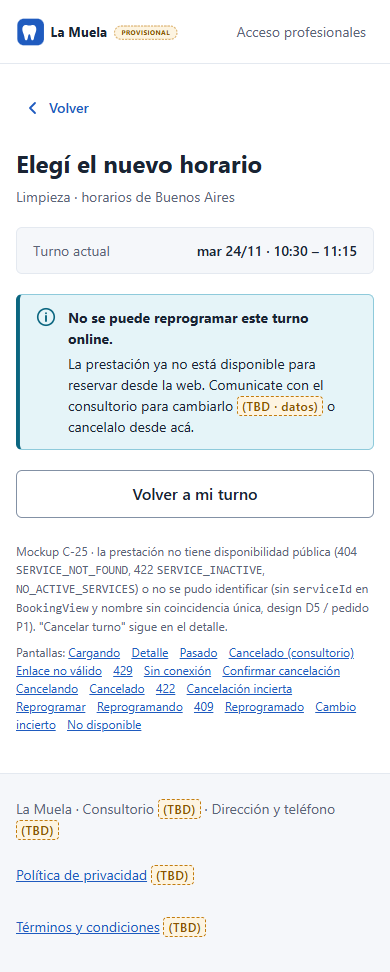 La Muela PROVISIONAL Acceso profesionales
Volver
Elegí el nuevo horario
Limpieza · horarios de Buenos Aires
Turno actual mar 24/11 · 10:30 – 11:15
No se puede reprogramar este turno
online.
La prestación ya no está disponible para
reservar desde la web. Comunicate con el
consultorio para cambiarlo (TBD · datos) o
cancelalo desde acá.
Volver a mi turno
Mockup C-25 · la prestación no tiene disponibilidad pública (404
SERVICE_NOT_FOUND, 422 SERVICE_INACTIVE,
NO_ACTIVE_SERVICES) o no se pudo identificar (sin serviceId en
BookingView y nombre sin coincidencia única, design D5 / pedido
P1). "Cancelar turno" sigue en el detalle.
Pantallas: Cargando Detalle Pasado Cancelado (consultorio)
Enlace no válido 429 Sin conexión Confirmar cancelación
Cancelando Cancelado 422 Cancelación incierta
Reprogramar Reprogramando 409 Reprogramado Cambio
incierto No disponible
La Muela · Consultorio (TBD) · Dirección y teléfono
(TBD)
Política de privacidad (TBD)
Términos y condiciones (TBD)